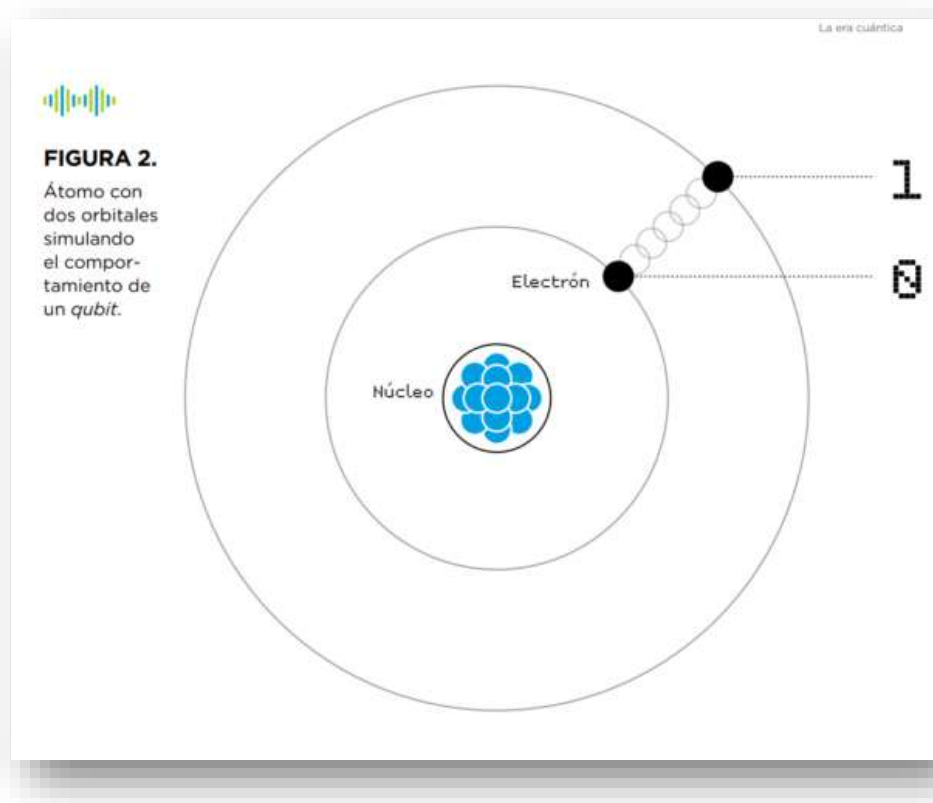 La era cuántica
FIGURA 2.
Átomo con
dos orbitales
simulando
el compor-
tamiento de
un qubit.
1
Electrón
0
Núcleo